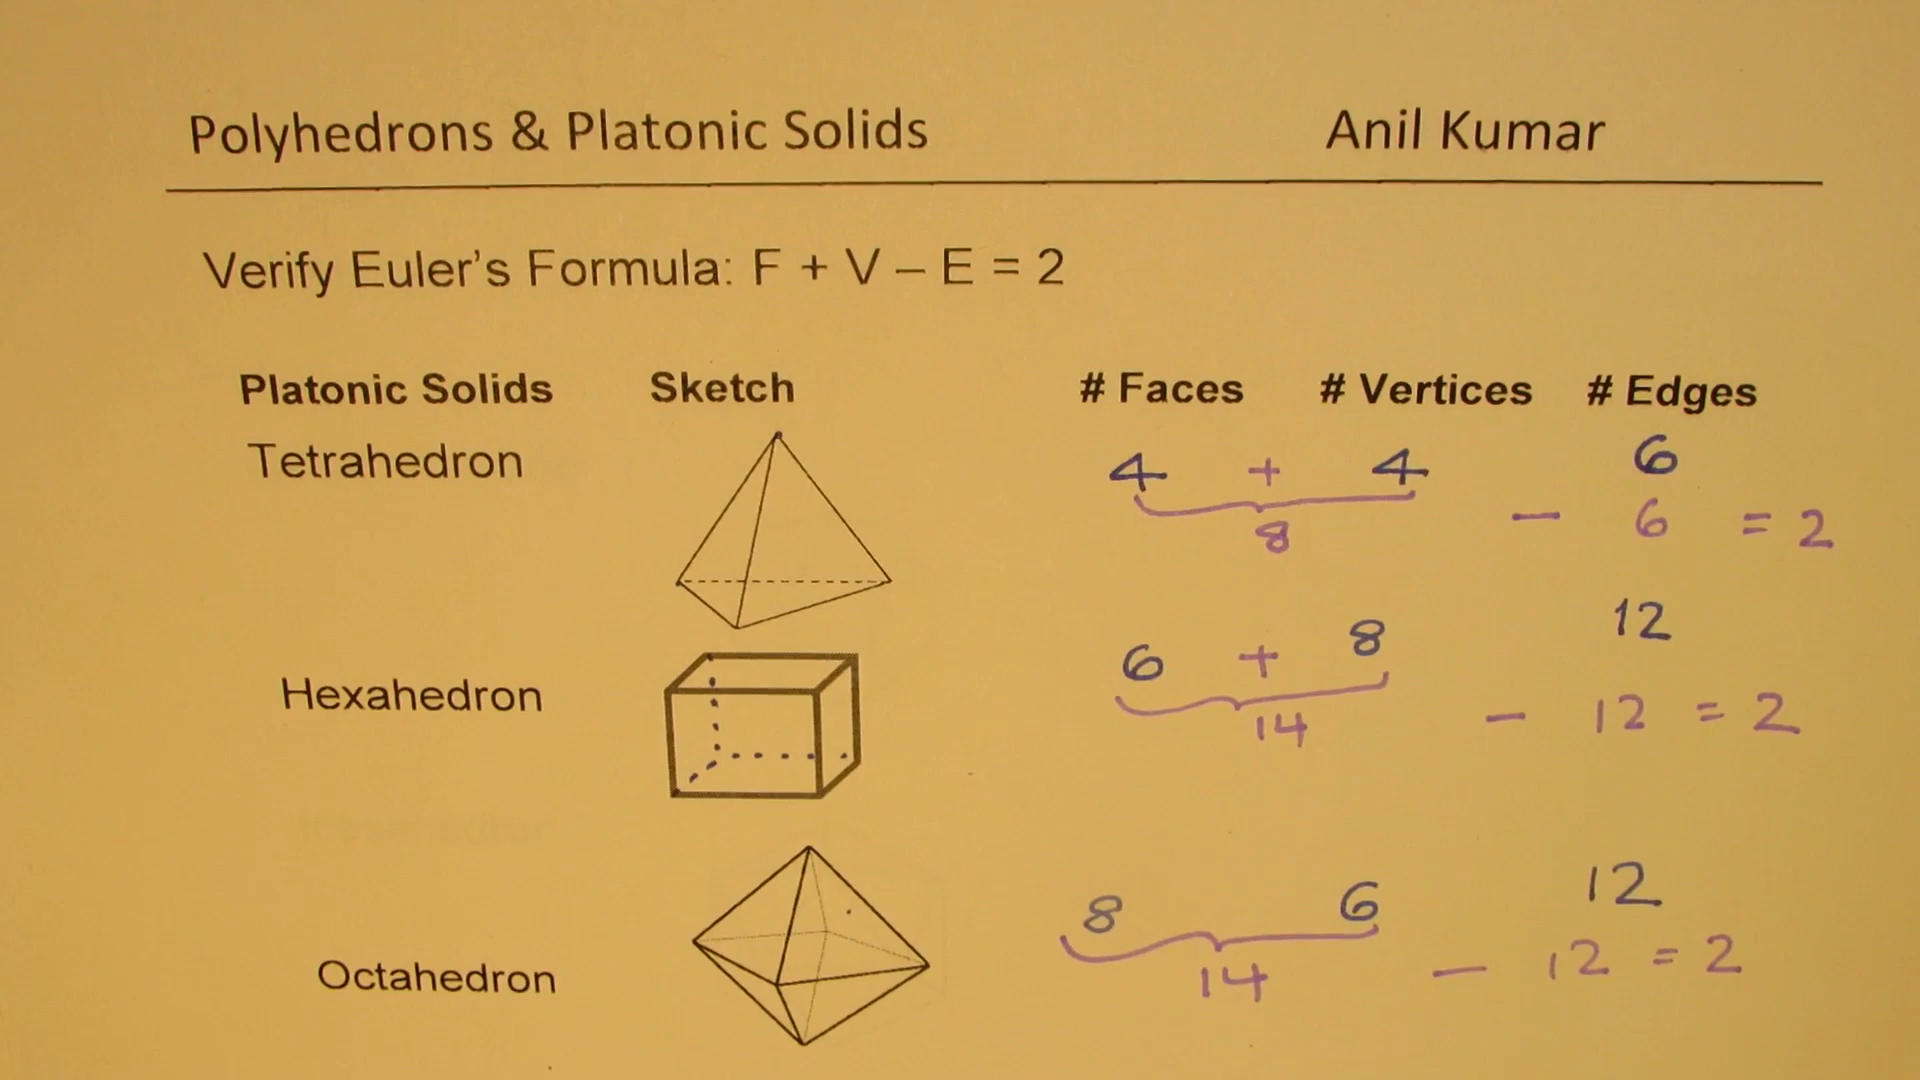 Polyhedrons & Platonic Solids Anil Kumar
Verify Euler's Formula: F + V – E = 2
Platonic Solids Sketch # Faces # Vertices # Edges
Tetrahedron 4 + 4 6
8 – 6 = 2
12
Hexahedron 6 + 8
14 – 12 = 2
8 6 12
14 – 12 = 2
Octahedron